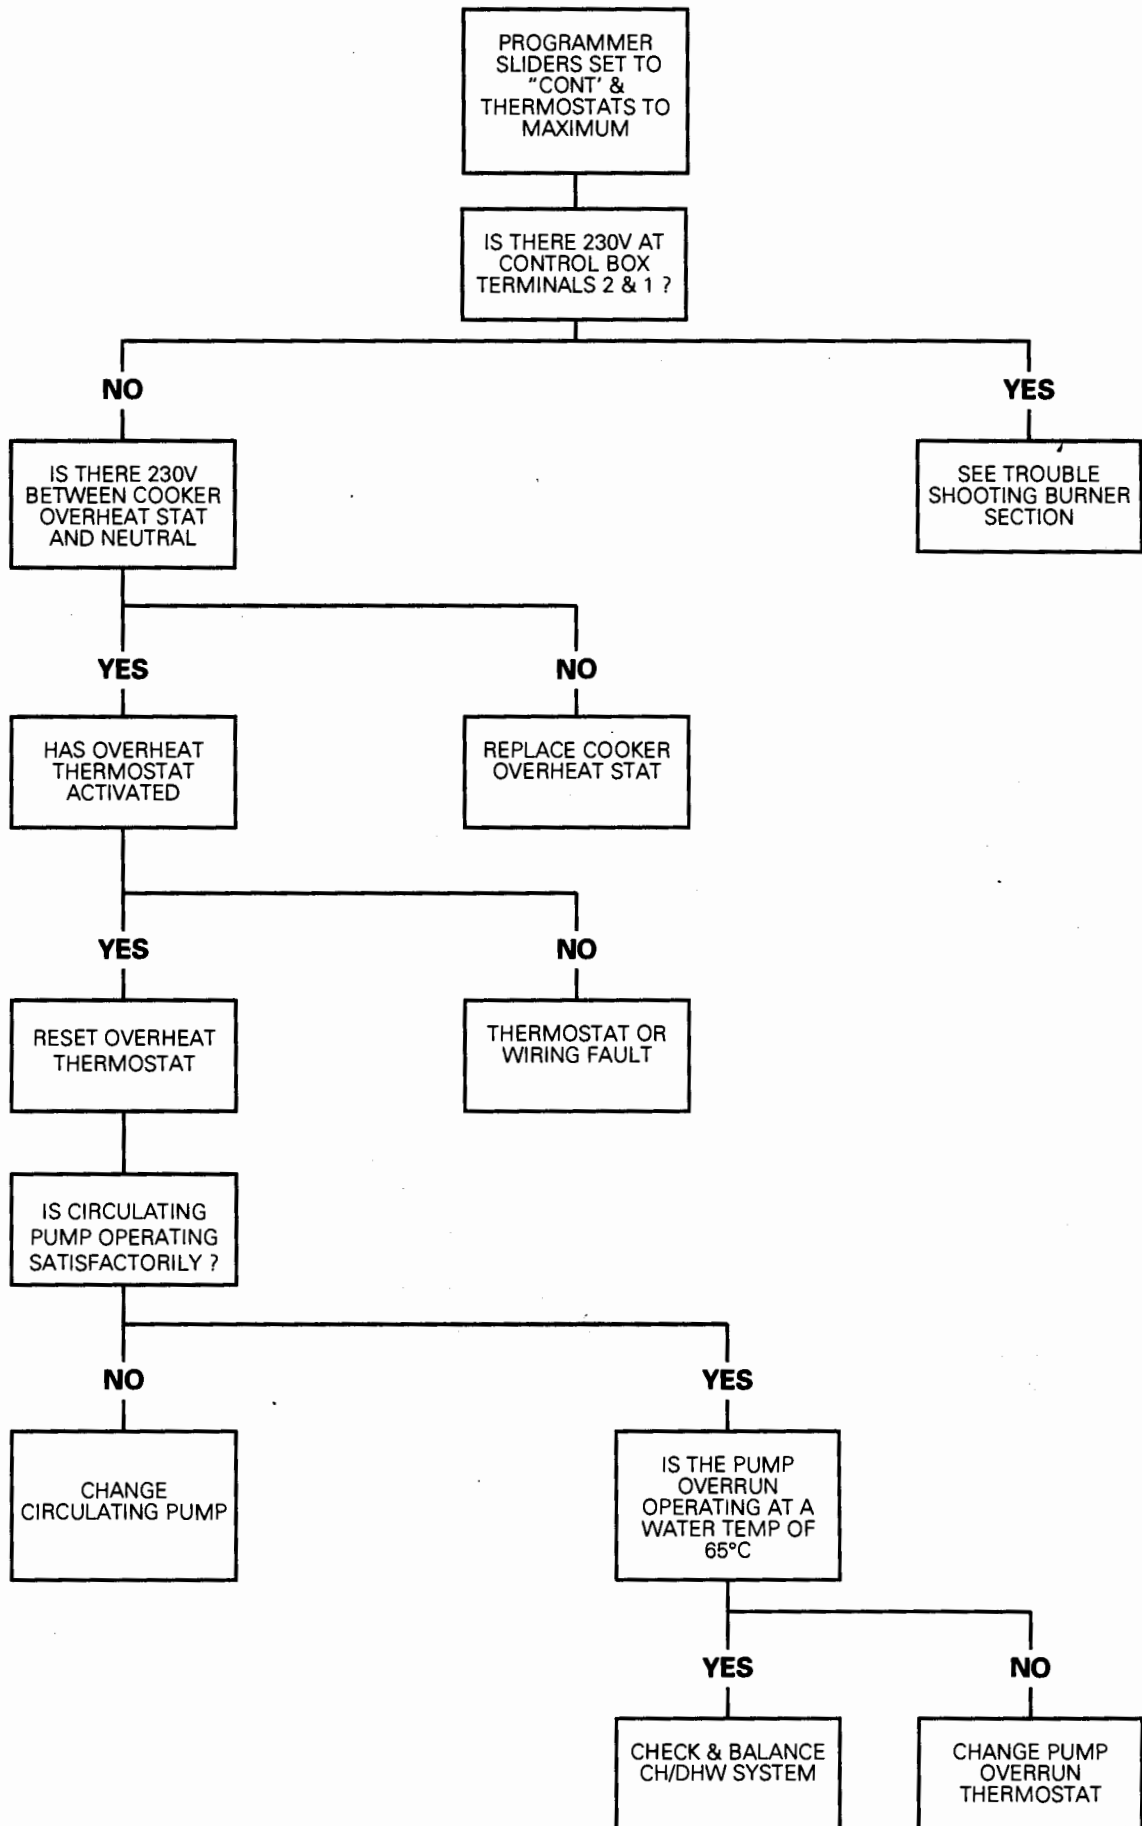 PROGRAMMER
SLIDERS SET TO
"CONT' &
THERMOSTATS TO
MAXIMUM
IS THERE 230V AT
CONTROL BOX
TERMINALS 2 & 1 ?
NO
YES
IS THERE 230V
BETWEEN COOKER
OVERHEAT STAT
AND NEUTRAL
SEE TROUBLE
SHOOTING BURNER
SECTION
YES
NO
HAS OVERHEAT
THERMOSTAT
ACTIVATED
REPLACE COOKER
OVERHEAT STAT
YES
NO
RESET OVERHEAT
THERMOSTAT
THERMOSTAT OR
WIRING FAULT
IS CIRCULATING
PUMP OPERATING
SATISFACTORILY ?
NO
YES
CHANGE
CIRCULATING PUMP
IS THE PUMP
OVERRUN
OPERATING AT A
WATER TEMP OF
65°C
YES
NO
CHECK & BALANCE
CH/DHW SYSTEM
CHANGE PUMP
OVERRUN
THERMOSTAT